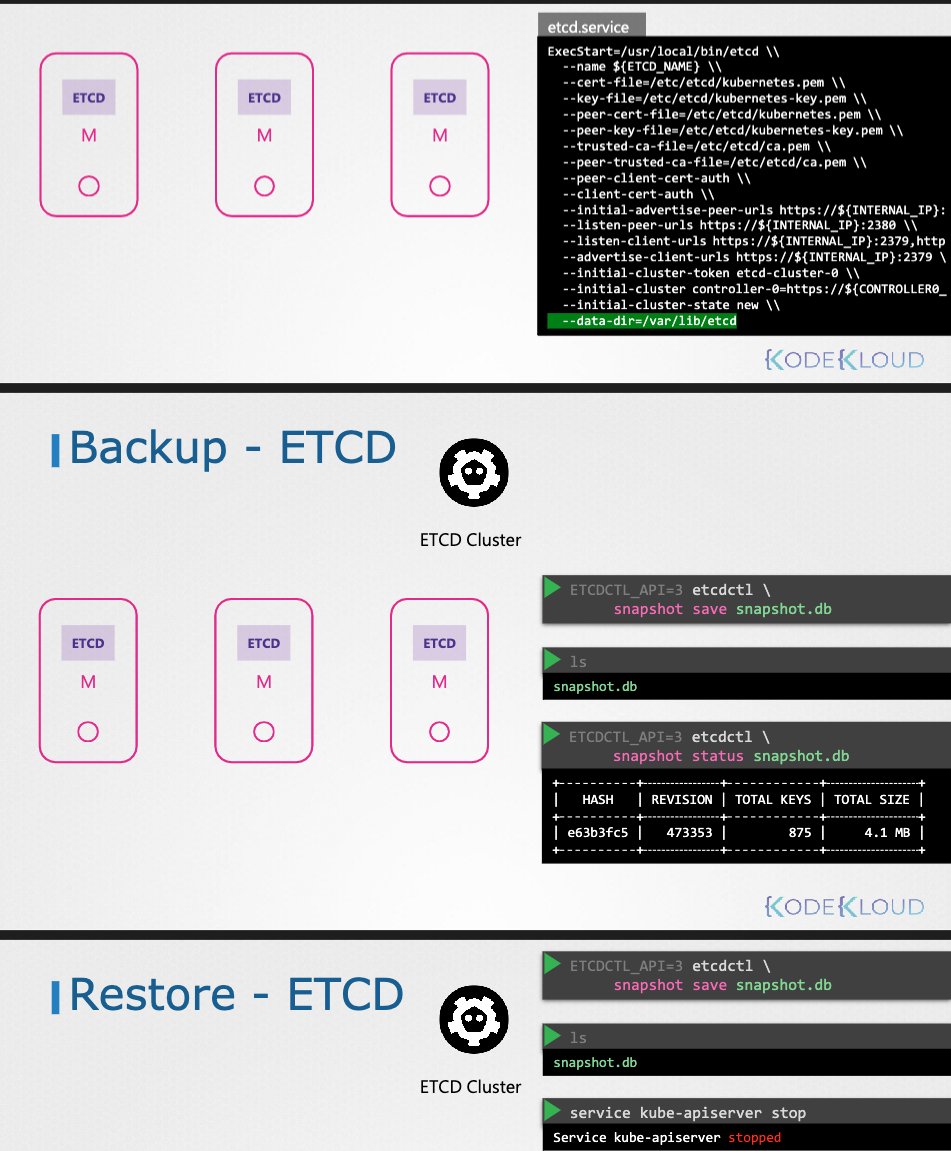 etcd.service
ExecStart=/usr/local/bin/etcd \\
--name ${ETCD_NAME} \\
--cert-file=/etc/etcd/kubernetes.pem \\
--key-file=/etc/etcd/kubernetes-key.pem \\
--peer-cert-file=/etc/etcd/kubernetes.pem \\
--peer-key-file=/etc/etcd/kubernetes-key.pem \\
--trusted-ca-file=/etc/etcd/ca.pem \\
--peer-trusted-ca-file=/etc/etcd/ca.pem \\
--peer-client-cert-auth \\
--client-cert-auth \\
--initial-advertise-peer-urls https://${INTERNAL_IP}:
--listen-peer-urls https://${INTERNAL_IP}:2380 \\
--listen-client-urls https://${INTERNAL_IP}:2379,http
--advertise-client-urls https://${INTERNAL_IP}:2379 \
--initial-cluster-token etcd-cluster-0 \\
--initial-cluster controller-0=https://${CONTROLLER0_
--initial-cluster-state new \\
--data-dir=/var/lib/etcd
ETCD ETCD ETCD
M M M
KODEKLOUD
Backup - ETCD
ETCD Cluster
ETCD ETCD ETCD
M M M
ETCDCTL_API=3 etcdctl \
snapshot save snapshot.db
ls
snapshot.db
ETCDCTL_API=3 etcdctl \
snapshot status snapshot.db
+----------+----------+------------+------------+
| HASH | REVISION | TOTAL KEYS | TOTAL SIZE |
+----------+----------+------------+------------+
| e63b3fc5 | 473353 | 875 | 4.1 MB |
+----------+----------+------------+------------+
KODEKLOUD
Restore - ETCD
ETCD Cluster
ETCDCTL_API=3 etcdctl \
snapshot save snapshot.db
ls
snapshot.db
service kube-apiserver stop
Service kube-apiserver stopped